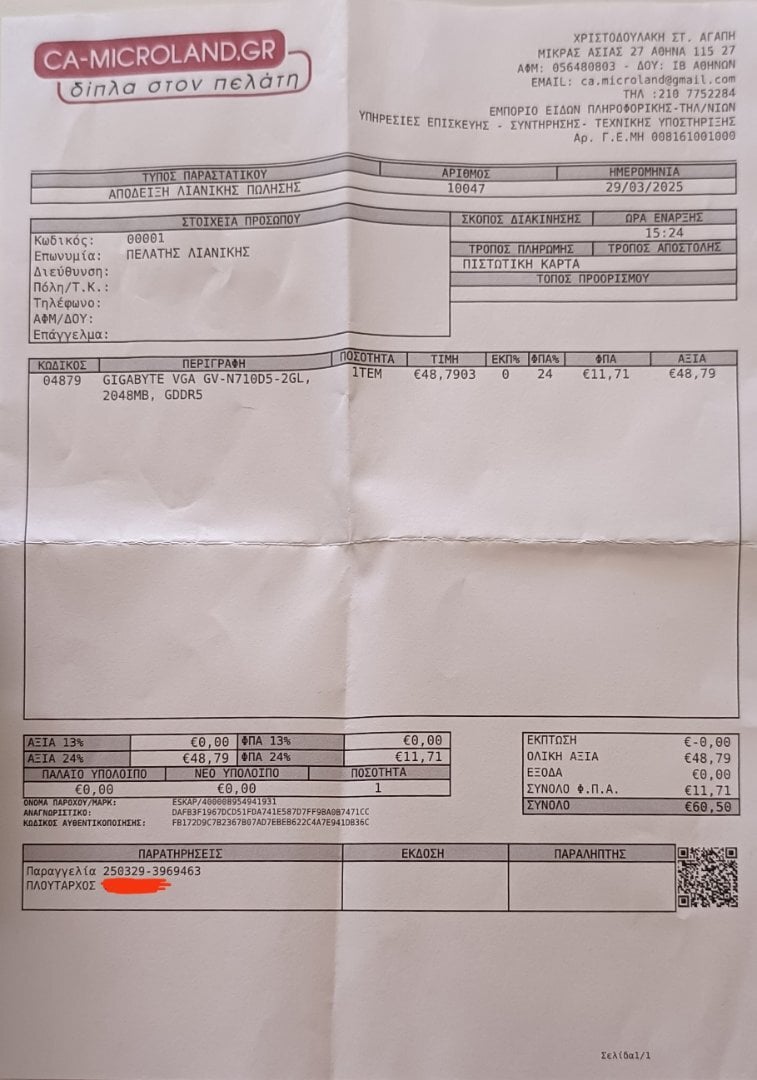 CA-MICROLAND.GR
δίπλα στον πελάτη
ΧΡΙΣΤΟΔΟΥΛΑΚΗ ΣΤ. ΑΓΑΠΗ
ΜΙΚΡΑΣ ΑΣΙΑΣ 27 ΑΘΗΝΑ 115 27
ΑΦΜ: 056480803 - ΔΟΥ: ΙΒ ΑΘΗΝΩΝ
EMAIL: ca.microland@gmail.com
ΤΗΛ :210 7752284
ΕΜΠΟΡΙΟ ΕΙΔΩΝ ΠΛΗΡΟΦΟΡΙΚΗΣ-ΤΗΛ/ΝΙΩΝ
ΥΠΗΡΕΣΙΕΣ ΕΠΙΣΚΕΥΗΣ - ΣΥΝΤΗΡΗΣΗΣ- ΤΕΧΝΙΚΗΣ ΥΠΟΣΤΗΡΙΞΗΣ
Αρ. Γ.Ε.ΜΗ 008161001000
ΤΥΠΟΣ ΠΑΡΑΣΤΑΤΙΚΟΥ ΑΡΙΘΜΟΣ ΗΜΕΡΟΜΗΝΙΑ
ΑΠΟΔΕΙΞΗ ΛΙΑΝΙΚΗΣ ΠΩΛΗΣΗΣ 10047 29/03/2025
ΣΤΟΙΧΕΙΑ ΠΡΟΣΩΠΟΥ
Κωδικός: 00001
Επωνυμία: ΠΕΛΑΤΗΣ ΛΙΑΝΙΚΗΣ
Διεύθυνση:
Πόλη/Τ.Κ.:
Τηλέφωνο:
ΑΦΜ/ΔΟΥ:
Επάγγελμα:
ΣΚΟΠΟΣ ΔΙΑΚΙΝΗΣΗΣ ΩΡΑ ΕΝΑΡΞΗΣ
15:24
ΤΡΟΠΟΣ ΠΛΗΡΩΜΗΣ ΤΡΟΠΟΣ ΑΠΟΣΤΟΛΗΣ
ΠΙΣΤΩΤΙΚΗ ΚΑΡΤΑ
ΤΟΠΟΣ ΠΡΟΟΡΙΣΜΟΥ
ΚΩΔΙΚΟΣ ΠΕΡΙΓΡΑΦΗ ΠΟΣΟΤΗΤΑ ΤΙΜΗ ΕΚΠ% ΦΠΑ% ΦΠΑ ΑΞΙΑ
04879 GIGABYTE VGA GV-N710D5-2GL, 1ΤΕΜ €48,7903 0 24 €11,71 €48,79
2048MB, GDDR5
ΑΞΙΑ 13% €0,00 ΦΠΑ 13% €0,00
ΑΞΙΑ 24% €48,79 ΦΠΑ 24% €11,71
ΠΑΛΑΙΟ ΥΠΟΛΟΙΠΟ ΝΕΟ ΥΠΟΛΟΙΠΟ ΠΟΣΟΤΗΤΑ
€0,00 €0,00 1
ΟΝΟΜΑ ΠΑΡΟΧΟΥ/ΜΑΡΚ: ESKAP/400008954941931
ΑΝΑΓΝΩΡΙΣΤΙΚΟ: DAFB3F1967DCD51FDA741E587D7FF9BA0B7471CC
ΚΩΔΙΚΟΣ ΑΥΘΕΝΤΙΚΟΠΟΙΗΣΗΣ: FB172D9C7B2367B07AD7EBEB622C4A7E941DB36C
ΕΚΠΤΩΣΗ €-0,00
ΟΛΙΚΗ ΑΞΙΑ €48,79
ΕΞΟΔΑ €0,00
ΣΥΝΟΛΟ Φ.Π.Α. €11,71
ΣΥΝΟΛΟ €60,50
ΠΑΡΑΤΗΡΗΣΕΙΣ ΕΚΔΟΣΗ ΠΑΡΑΛΗΠΤΗΣ
Παραγγελία 250329-3969463
ΠΛΟΥΤΑΡΧΟΣ
Σελίδα1/1